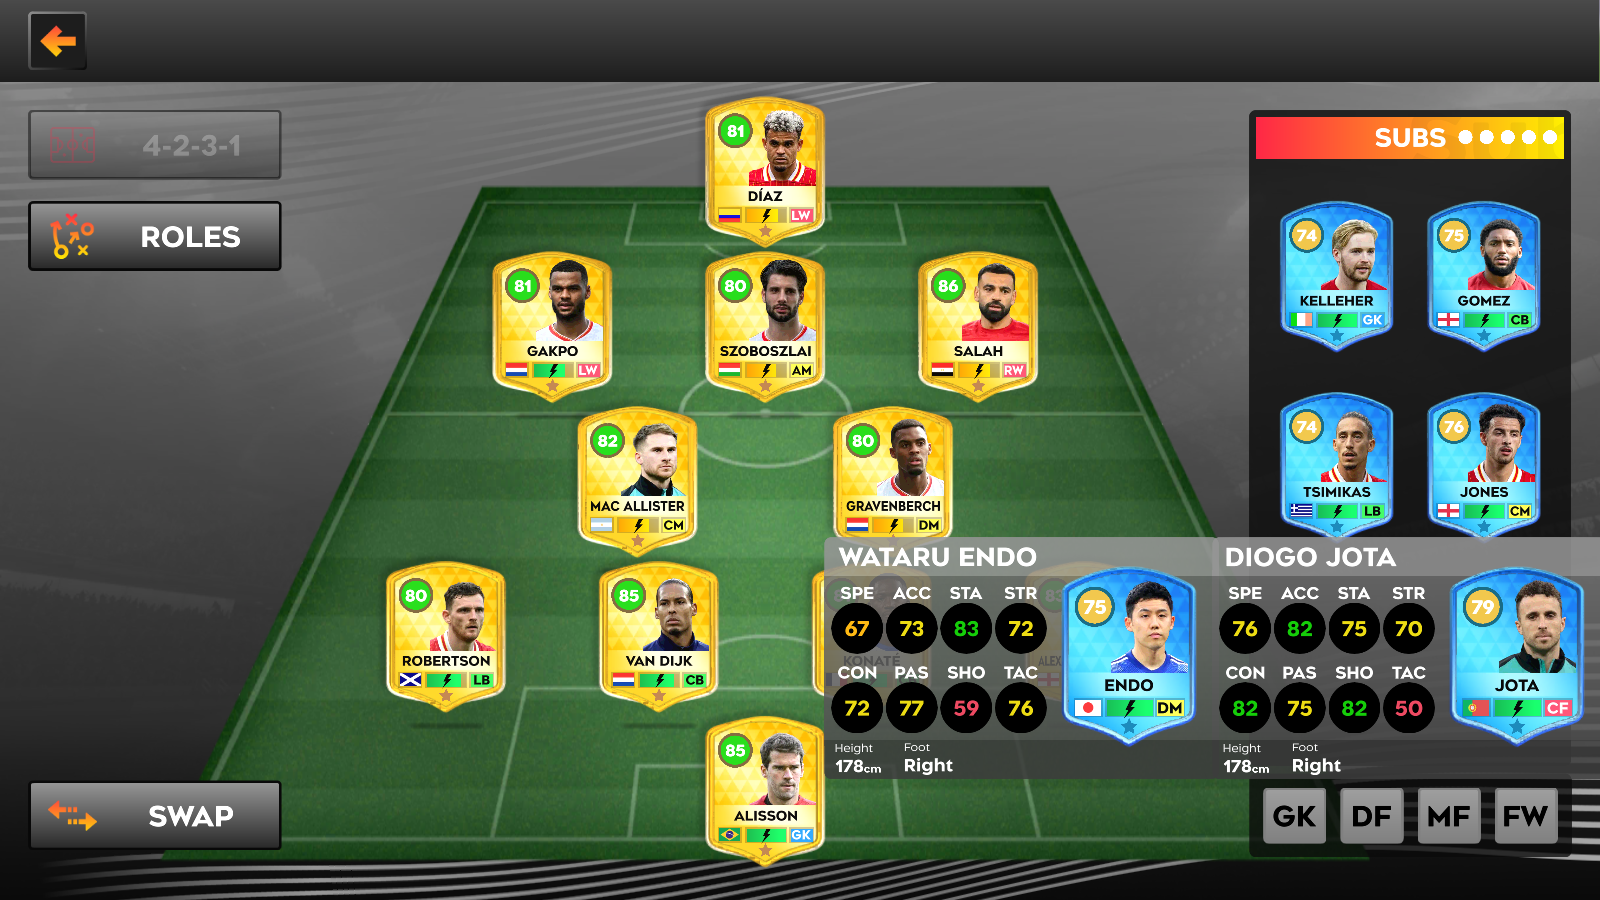 4-2-3-1
ROLES
SWAP
81
DÍAZ
LW
81
GAKPO
LW
80
SZOBOSZLAI
AM
86
SALAH
RW
82
MAC ALLISTER
CM
80
GRAVENBERCH
DM
80
ROBERTSON
LB
85
VAN DIJK
CB
KONATÉ
83
ALEX
85
ALISSON
GK
SUBS
74
KELLEHER
GK
75
GOMEZ
CB
74
TSIMIKAS
LB
76
JONES
CM
WATARU ENDO
SPE ACC STA STR
67 73 83 72
CON PAS SHO TAC
72 77 59 76
Height Foot
178cm Right
75
ENDO
DM
DIOGO JOTA
SPE ACC STA STR
76 82 75 70
CON PAS SHO TAC
82 75 82 50
Height Foot
178cm Right
79
JOTA
CF
GK DF MF FW